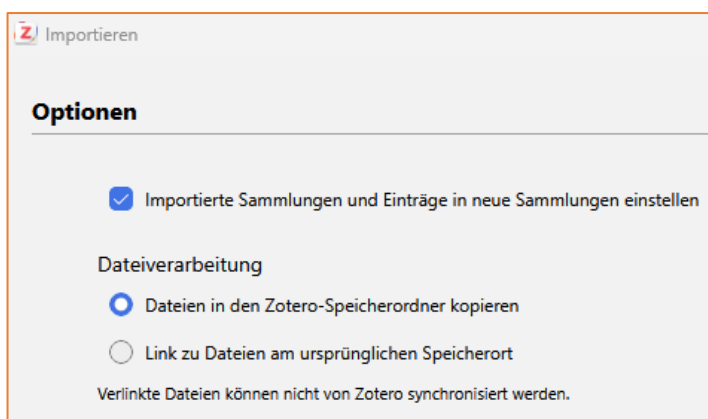 Importieren
Optionen
Importierte Sammlungen und Einträge in neue Sammlungen einstellen
Dateiverarbeitung
Dateien in den Zotero-Speicherordner kopieren
Link zu Dateien am ursprünglichen Speicherort
Verlinkte Dateien können nicht von Zotero synchronisiert werden.